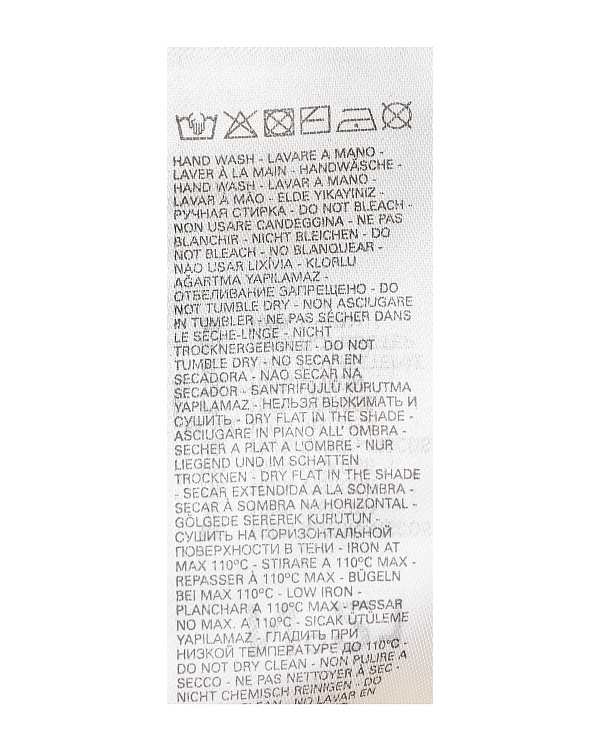 HAND WASH - LAVARE A MANO -
LAVER À LA MAIN - HANDWÄSCHE -
HAND WASH - LAVAR A MANO -
LAVAR A MÃO - ELDE YIKAYINIZ -
РУЧНАЯ СТИРКА - DO NOT BLEACH -
NON USARE CANDEGGINA - NE PAS
BLANCHIR - NICHT BLEICHEN - DO
NOT BLEACH - NO BLANQUEAR -
NAO USAR LIXÍVIA - KLORLU
AĞARTMA YAPILAMAZ -
ОТБЕЛИВАНИЕ ЗАПРЕЩЕНО - DO
NOT TUMBLE DRY - NON ASCIUGARE
IN TUMBLER - NE PAS SÉCHER DANS
LE SÈCHE-LINGE - NICHT
TROCKNERGEEIGNET - DO NOT
TUMBLE DRY - NO SECAR EN
SECADORA - NAO SECAR NA
SECADOR - SANTRIFÜJLÜ KURUTMA
YAPILAMAZ - НЕЛЬЗЯ ВЫЖИМАТЬ И
СУШИТЬ - DRY FLAT IN THE SHADE -
ASCIUGARE IN PIANO ALL' OMBRA -
SECHER A PLAT A L'OMBRE - NUR
LIEGEND UND IM SCHATTEN
TROCKNEN - DRY FLAT IN THE SHADE
- SECAR EXTENDIDA A LA SOMBRA -
SECAR À SOMBRA NA HORIZONTAL -
GÖLGEDE SEREREK KURUTUN -
СУШИТЬ НА ГОРИЗОНТАЛЬНОЙ
ПОВЕРХНОСТИ В ТЕНИ - IRON AT
MAX 110°C - STIRARE A 110°C MAX -
REPASSER À 110°C MAX - BÜGELN
BEI MAX 110°C - LOW IRON -
PLANCHAR A 110°C MAX - PASSAR
NO MAX. A 110°C - SICAK ÜTÜLEME
YAPILAMAZ - ГЛАДИТЬ ПРИ
НИЗКОЙ ТЕМПЕРАТУРЕ ДО 110°C -
DO NOT DRY CLEAN - NON PULIRE A
SECCO - NE PAS NETTOYER À SEC -
NICHT CHEMISCH REINIGEN - DO
CLEAN - NO LAVAR EN